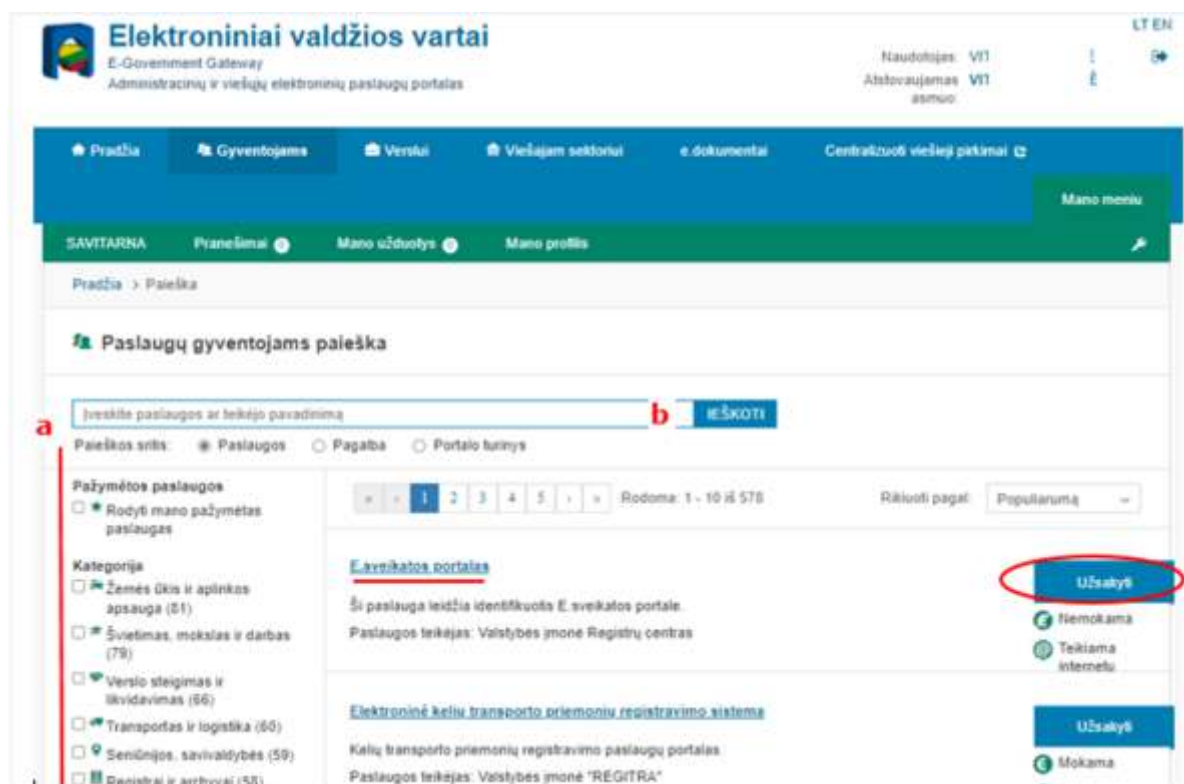 Elektroniniai valdžios vartai
E-Government Gateway
Administracinių ir viešųjų elektroninių paslaugų portalas
LT EN
Naudotojas: VIT
Atstovaujamas asmuo: VIT
Pradžia Gyventojams Verslui Viešajam sektoriui e.dokumentai Centralizuoti viešieji pirkimai
Mano meniu
SAVITARNA Pranešimai Mano užduotys Mano profilis
Pradžia > Paieška
Paslaugų gyventojams paieška
a
Įveskite paslaugos ar teikėjo pavadinimą
b
IEŠKOTI
Paieškos sritis: Paslaugos Pagalba Portalo turinys
Pažymėtos paslaugos
Rodyti mano pažymėtas
paslaugas
Kategorija
Žemės ūkis ir aplinkos
apsauga (81)
Švietimas, mokslas ir darbas
(79)
Verslo steigimas ir
likvidavimas (66)
Transportas ir logistika (60)
Seniūnijos, savivaldybės (59)
Registrai ir archyvai (58)
« ‹ 1 2 3 4 5 › » Rodoma: 1 - 10 iš 578
Rikiuoti pagal: Populiarumą
E.sveikatos portalas
Ši paslauga leidžia identifikuotis E.sveikatos portale.
Paslaugos teikėjas: Valstybės įmonė Registrų centras
Užsakyti
Nemokama
Teikiama
internetu
Elektroninė kelių transporto priemonių registravimo sistema
Kelių transporto priemonių registravimo paslaugų portalas
Paslaugos teikėjas: Valstybės įmonė "REGITRA"
Užsakyti
Mokama